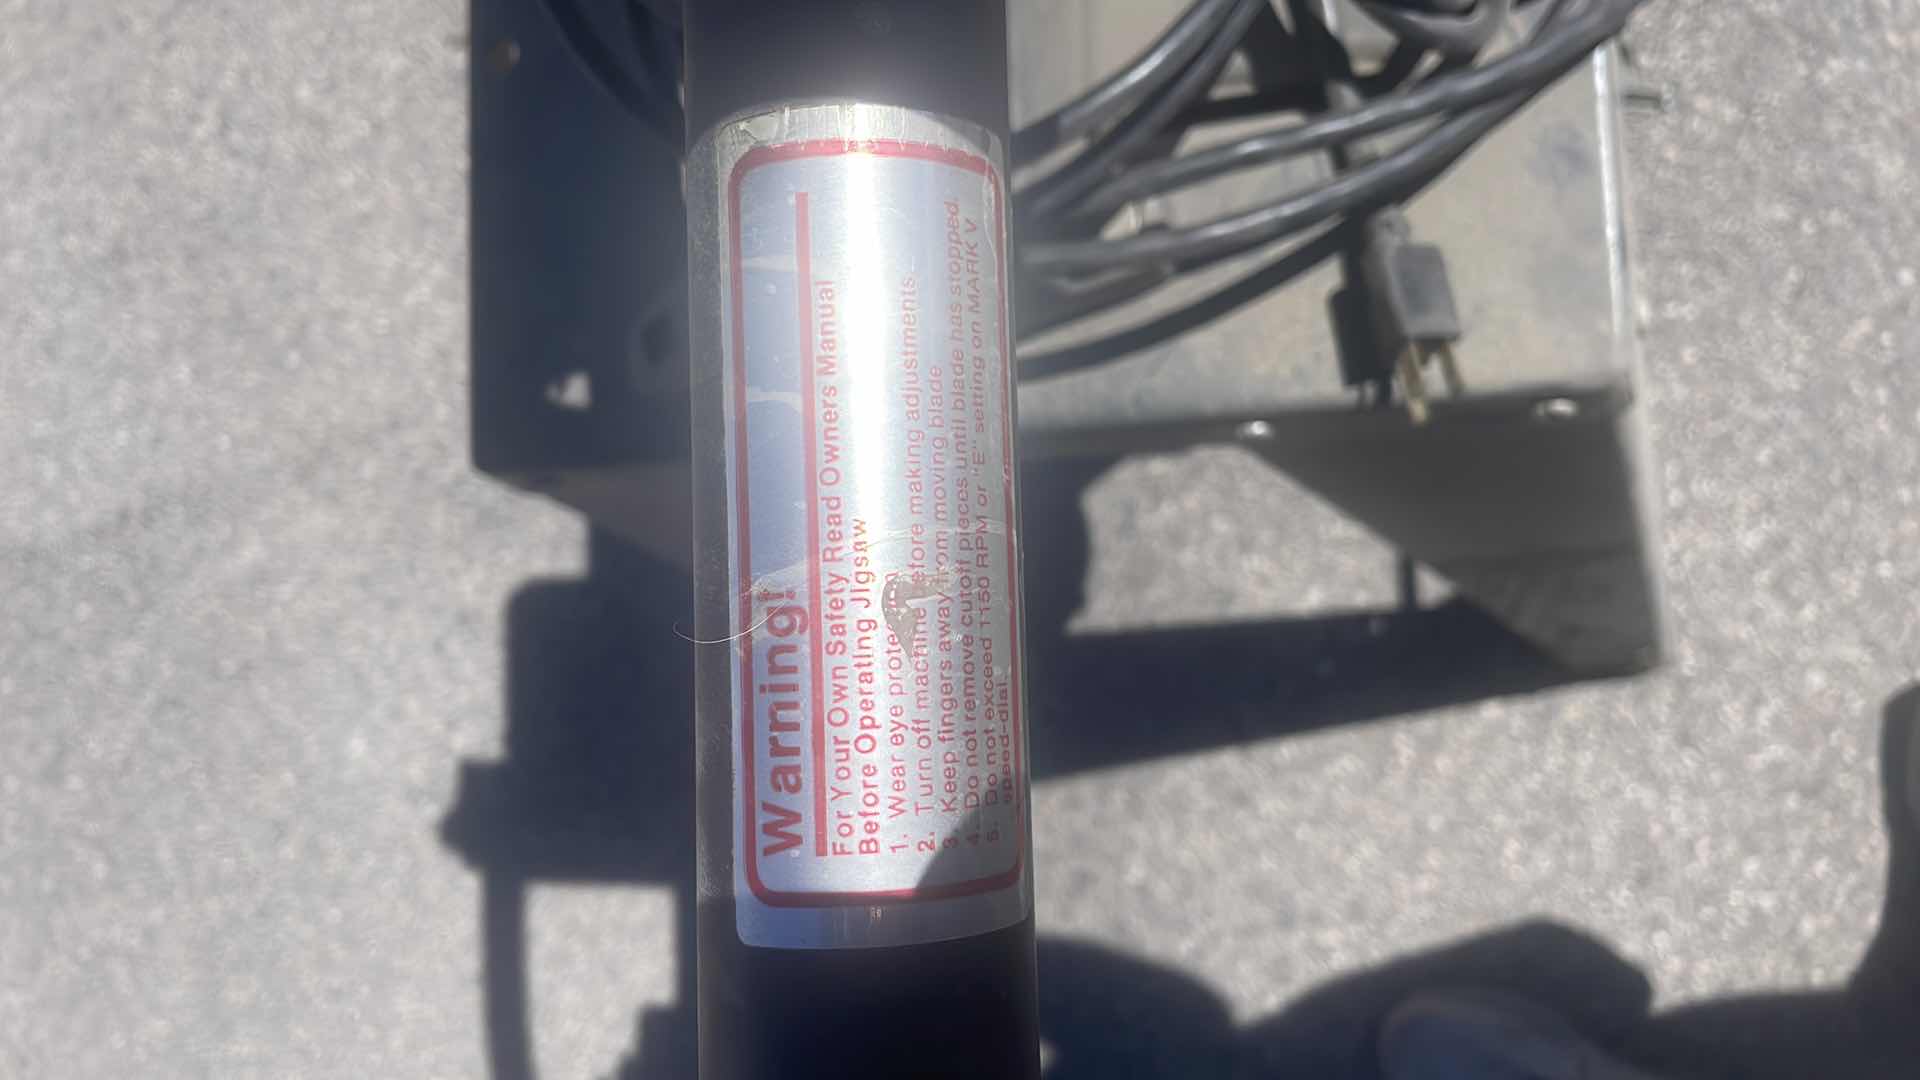 Warning!
For Your Own Safety Read Owners Manual
Before Operating Jigsaw
1. Wear eye
2. Turn off machine before making adjustments
3. Keep fingers away from moving blade
4. Do not remove cutoff pieces until blade has stopped.
5. Do not exceed 1150 RPM or "E" setting on MARK V
speed-dial.